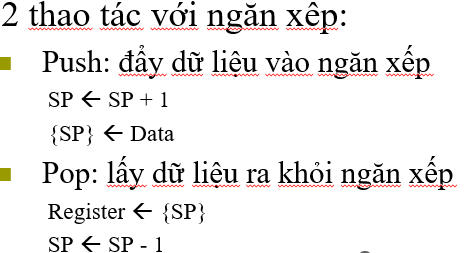 2 thao tác với ngăn xếp:
Push: đẩy dữ liệu vào ngăn xếp
SP ← SP + 1
{SP} ← Data
Pop: lấy dữ liệu ra khỏi ngăn xếp
Register ← {SP}
SP ← SP - 1